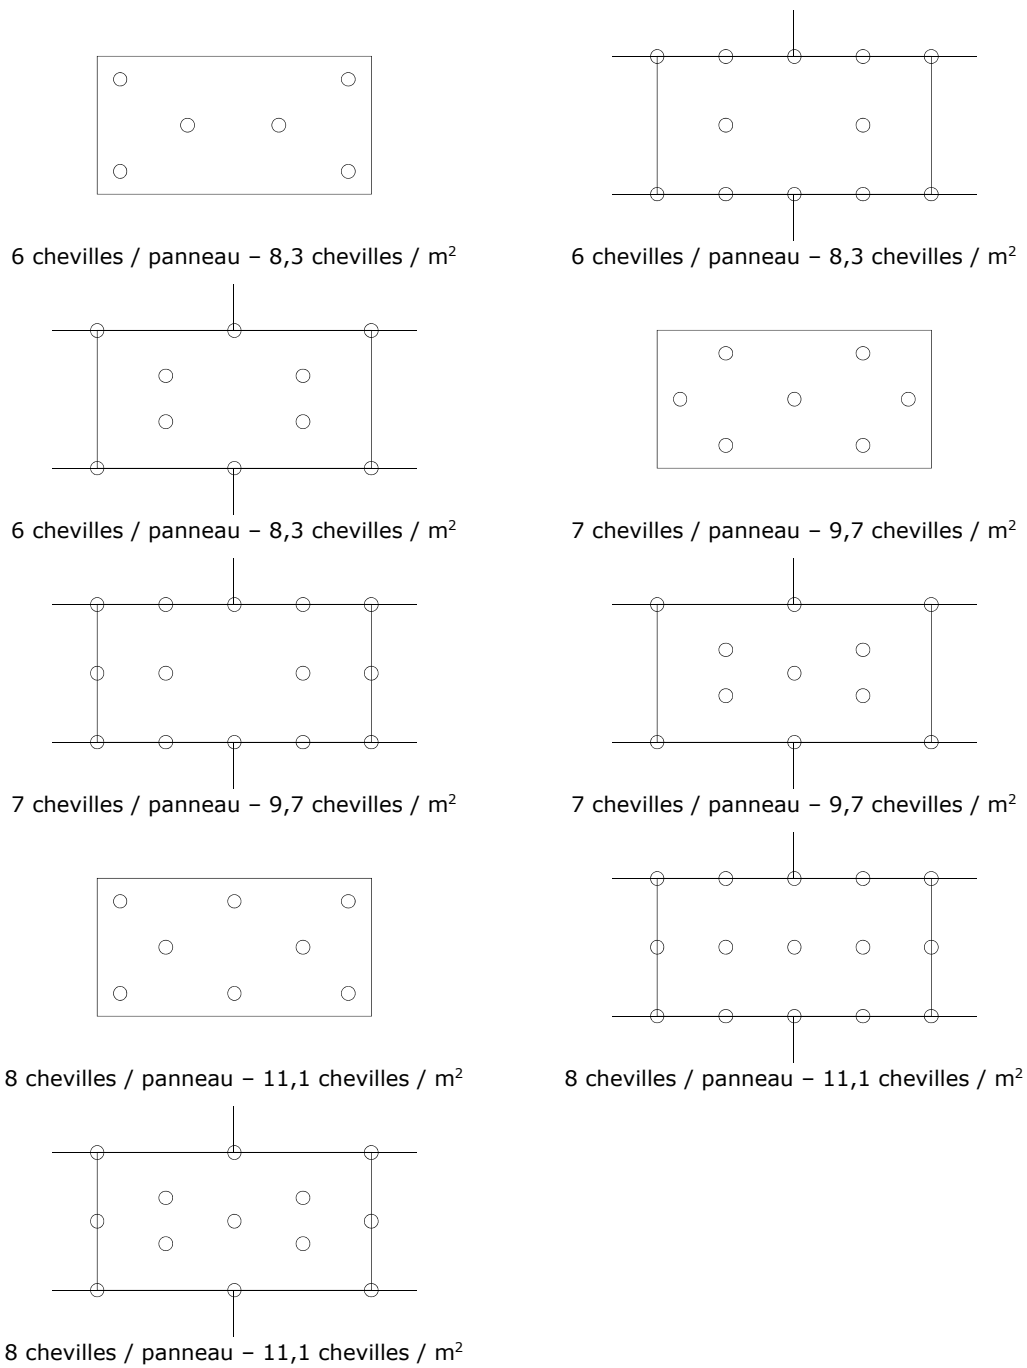 6 chevilles / panneau – 8,3 chevilles / m²
6 chevilles / panneau – 8,3 chevilles / m²
6 chevilles / panneau – 8,3 chevilles / m²
7 chevilles / panneau – 9,7 chevilles / m²
7 chevilles / panneau – 9,7 chevilles / m²
7 chevilles / panneau – 9,7 chevilles / m²
8 chevilles / panneau – 11,1 chevilles / m²
8 chevilles / panneau – 11,1 chevilles / m²
8 chevilles / panneau – 11,1 chevilles / m²